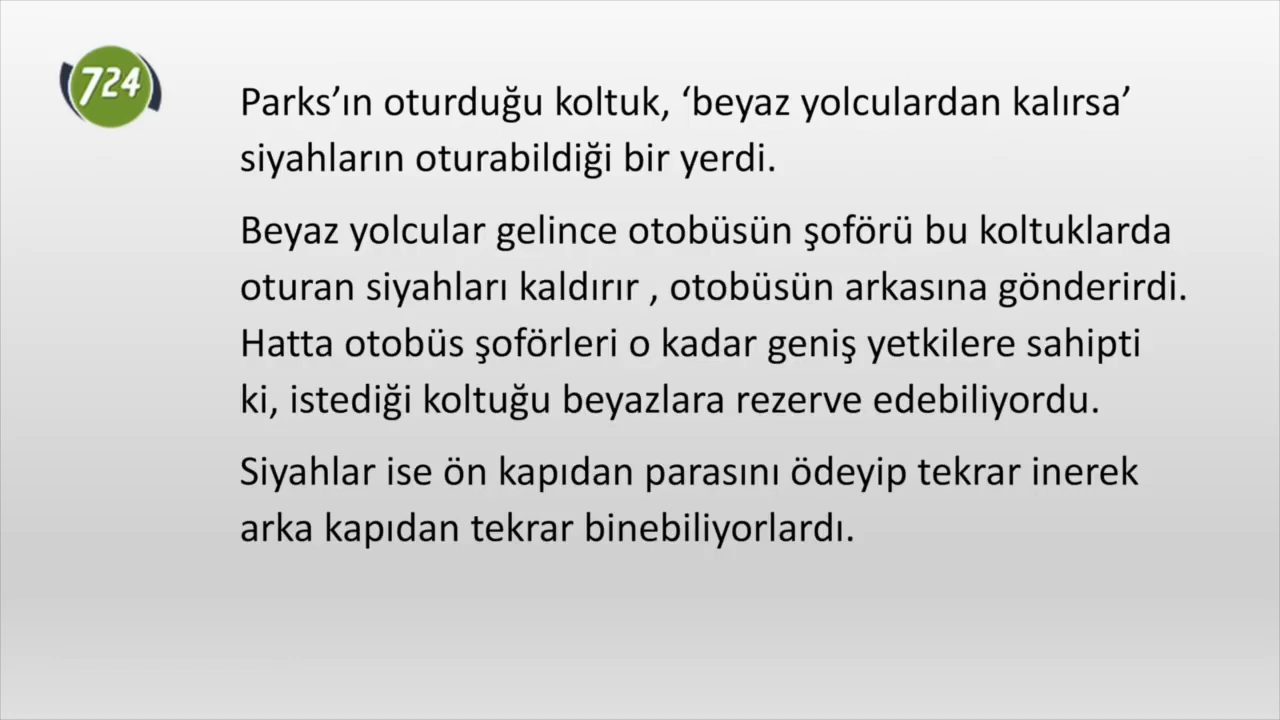 724
Parks’ın oturduğu koltuk, ‘beyaz yolculardan kalırsa’
siyahların oturabildiği bir yerdi.
Beyaz yolcular gelince otobüsün şoförü bu koltuklarda
oturan siyahları kaldırır , otobüsün arkasına gönderirdi.
Hatta otobüs şoförleri o kadar geniş yetkilere sahipti
ki, istediği koltuğu beyazlara rezerve edebiliyordu.
Siyahlar ise ön kapıdan parasını ödeyip tekrar inerek
arka kapıdan tekrar binebiliyorlardı.